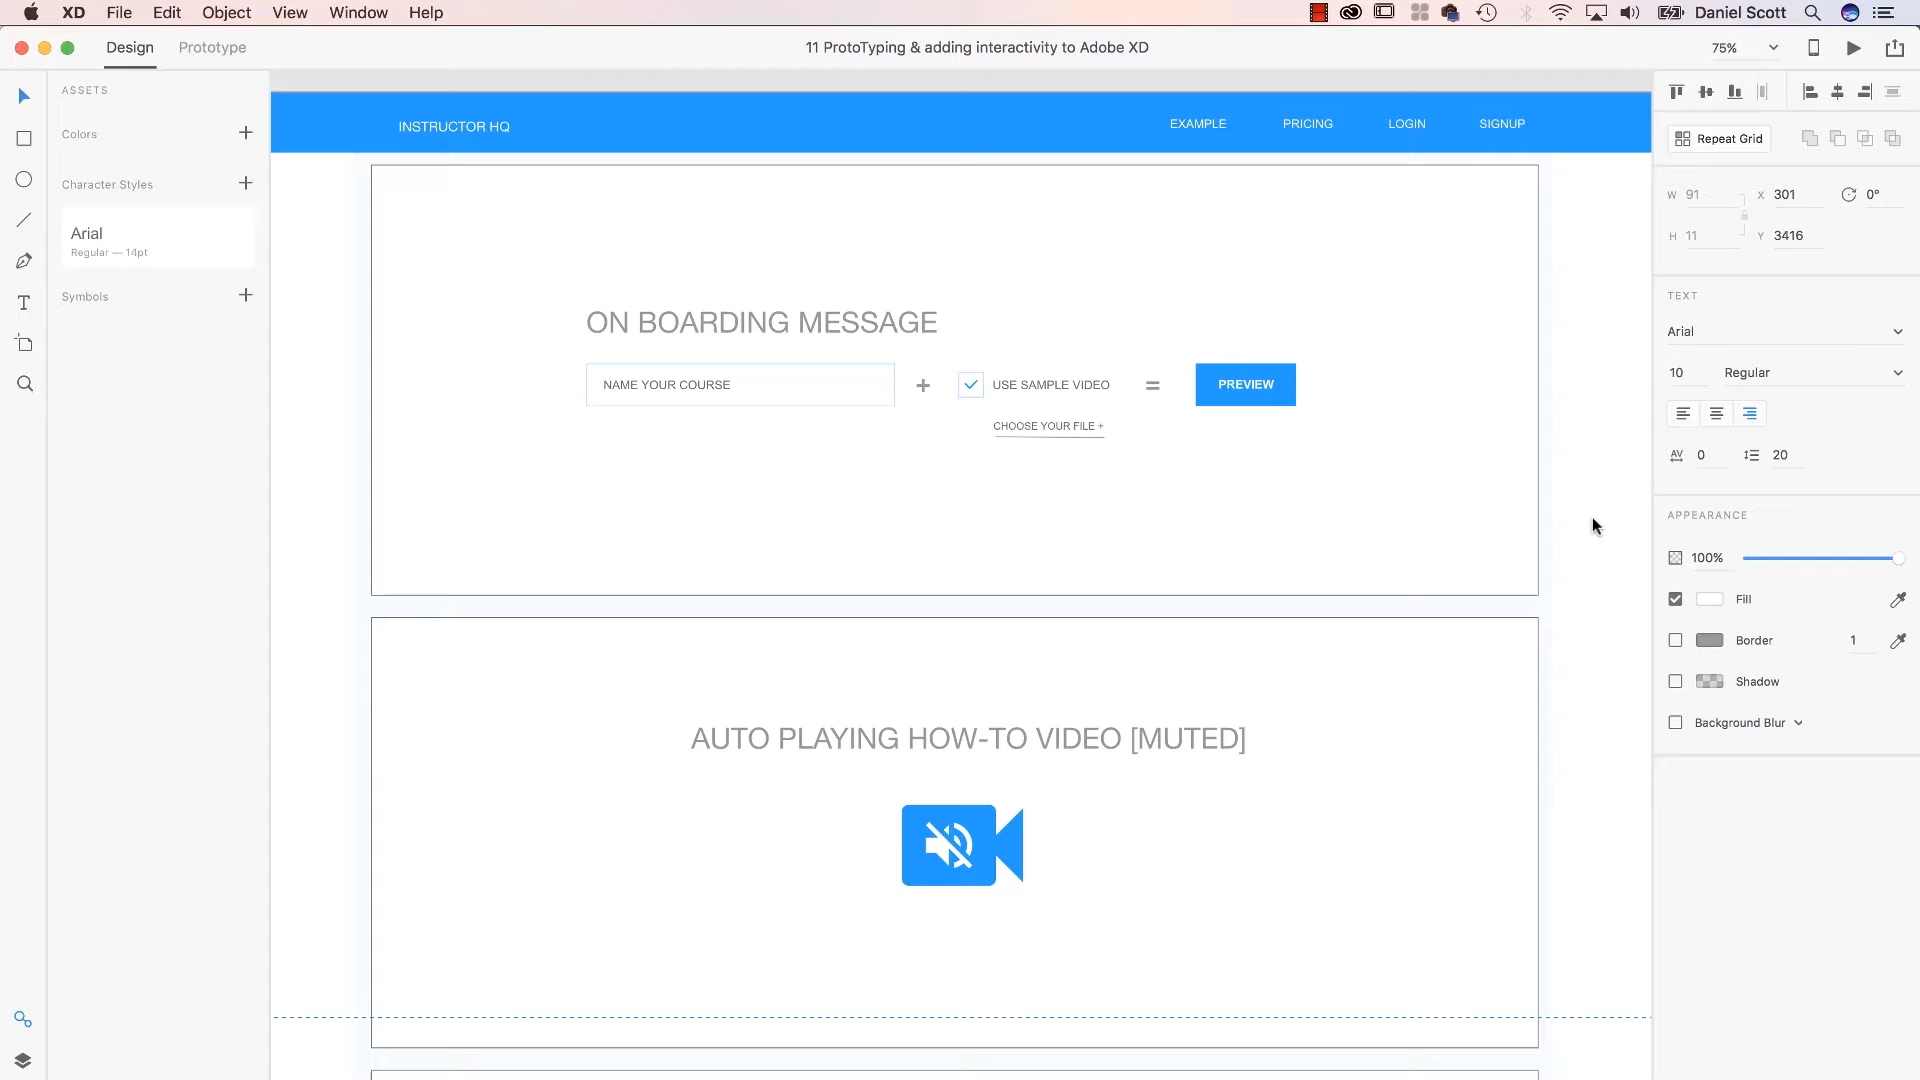 XD File Edit Object View Window Help Daniel Scott
Design Prototype 11 ProtoTyping & adding interactivity to Adobe XD 75%
ASSETS
Colors
Character Styles
Arial
Regular — 14pt
Symbols
INSTRUCTOR HQ EXAMPLE PRICING LOGIN SIGNUP
ON BOARDING MESSAGE
NAME YOUR COURSE + USE SAMPLE VIDEO = PREVIEW
CHOOSE YOUR FILE +
AUTO PLAYING HOW-TO VIDEO [MUTED]
Repeat Grid
W 91 X 301 0°
H 11 Y 3416
TEXT
Arial
10 Regular
AV 0 20
APPEARANCE
100%
Fill
Border 1
Shadow
Background Blur